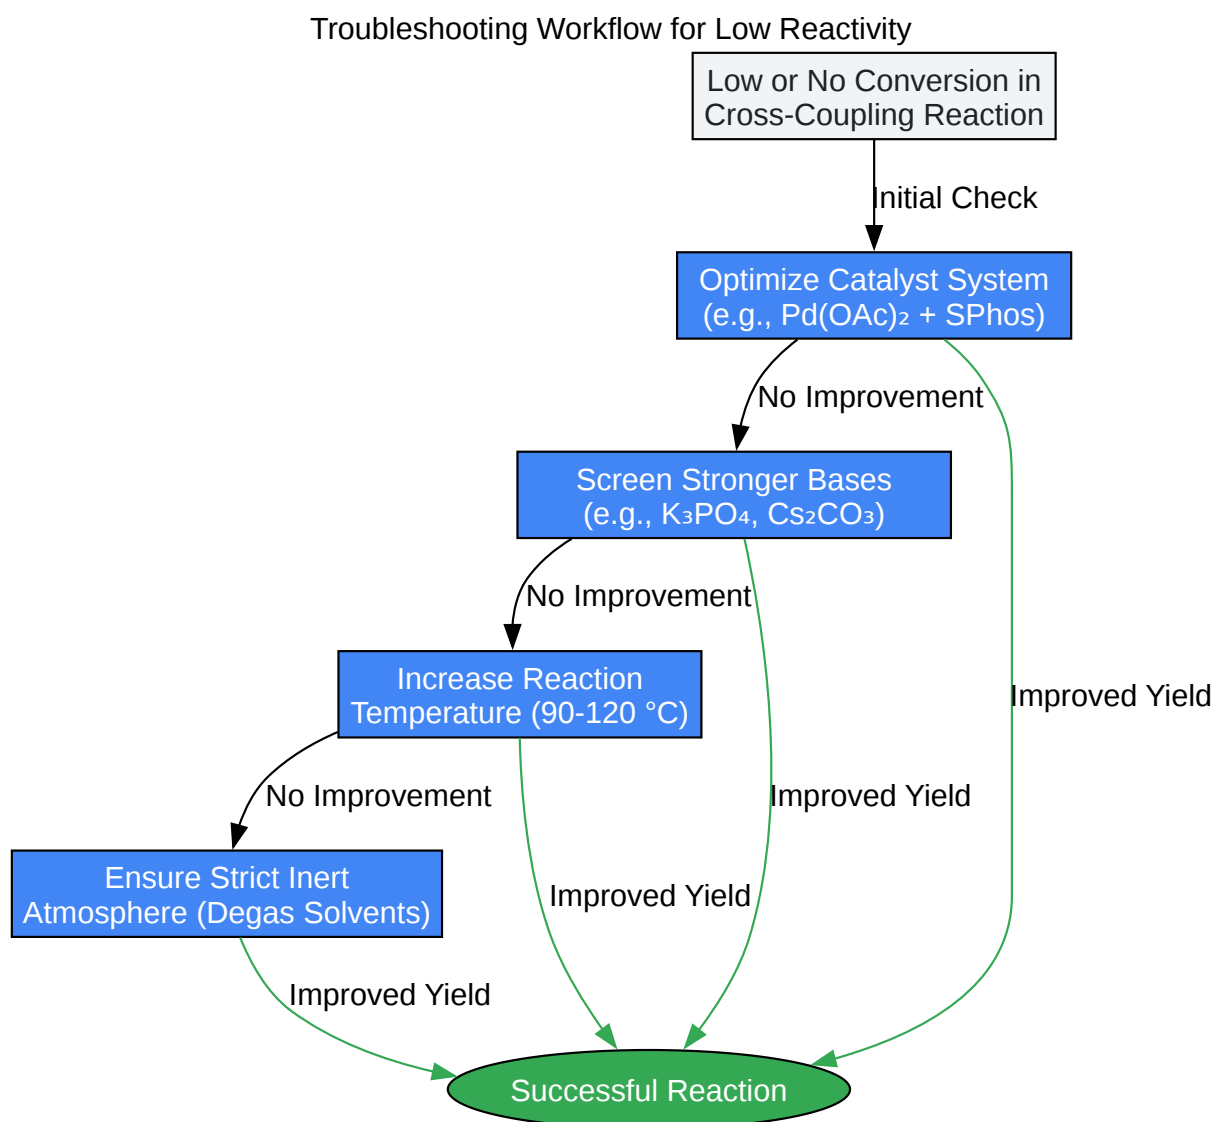 Troubleshooting Workflow for Low Reactivity
Low or No Conversion in
Cross-Coupling Reaction
Initial Check
Optimize Catalyst System
(e.g., Pd(OAc)₂ + SPhos)
No Improvement
Screen Stronger Bases
(e.g., K₃PO₄, Cs₂CO₃)
No Improvement
Increase Reaction
Temperature (90-120 °C)
Improved Yield
No Improvement
Improved Yield
Ensure Strict Inert
Atmosphere (Degas Solvents)
Improved Yield
Improved Yield
Successful Reaction